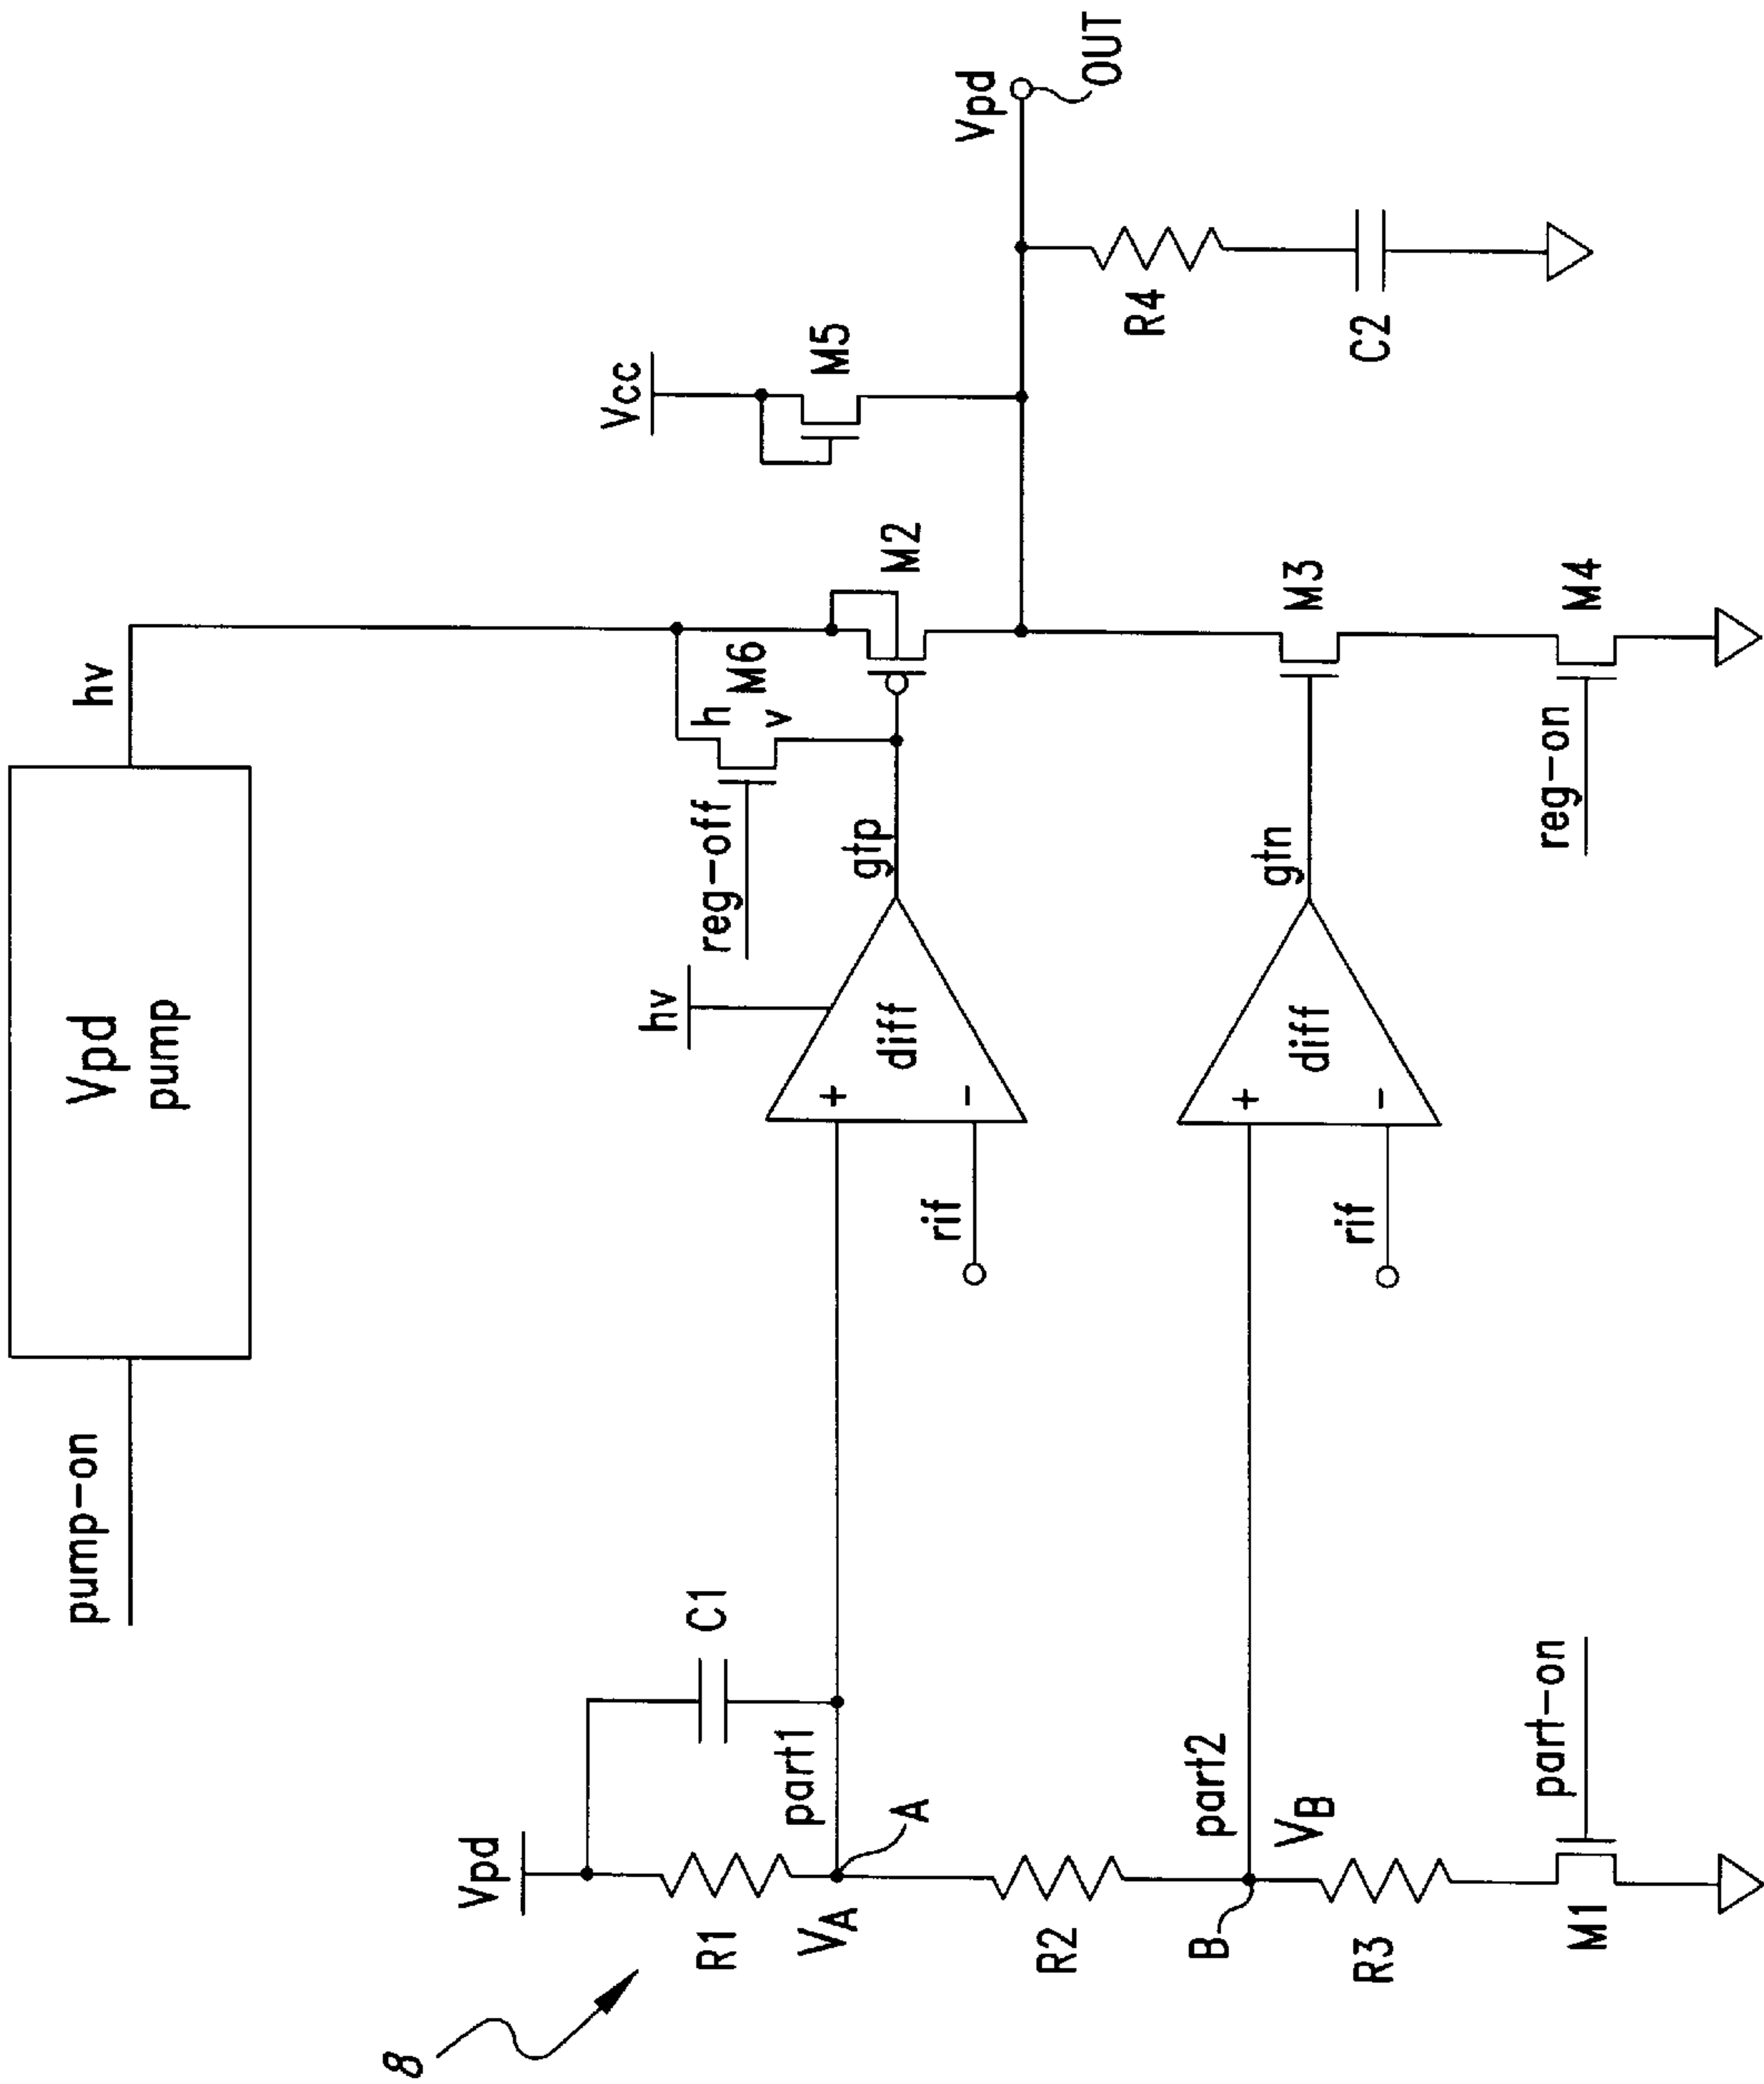 pump-on
Vpd
pump
hv
8
Vpd
R1
C1
VA
part1
A
R2
B
part2
VB
R3
M1
part-on
hv
+
-
diff
rif
gtp
reg-off
h
v
M6
M2
+
-
diff
rif
gtn
M3
reg-on
M4
Vcc
M5
Vpd
OUT
R4
C2